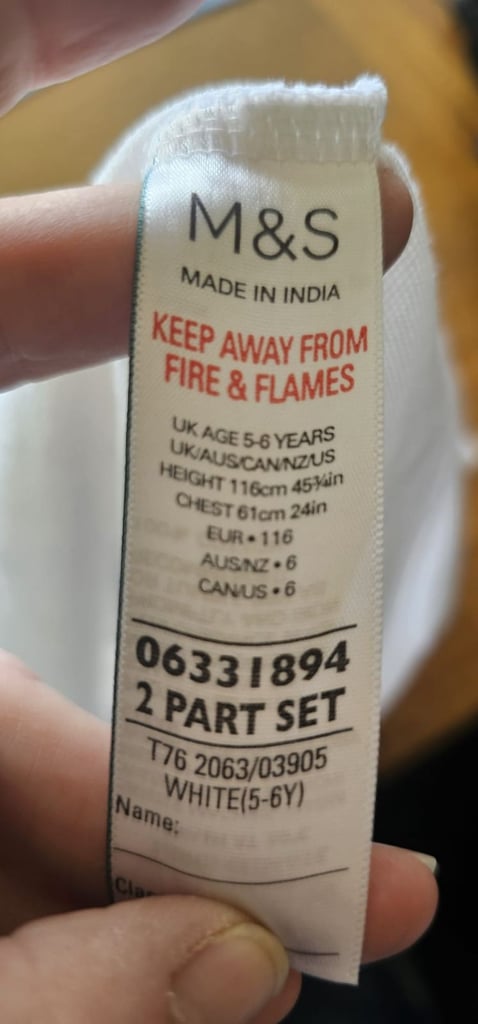 M&S
MADE IN INDIA
KEEP AWAY FROM
FIRE & FLAMES
UK AGE 5-6 YEARS
UK/AUS/CAN/NZ/US
HEIGHT 116cm 45¾in
CHEST 61cm 24in
EUR • 116
AUS/NZ • 6
CAN/US • 6
06331894
2 PART SET
T76 2063/03905
WHITE(5-6Y)
Name: